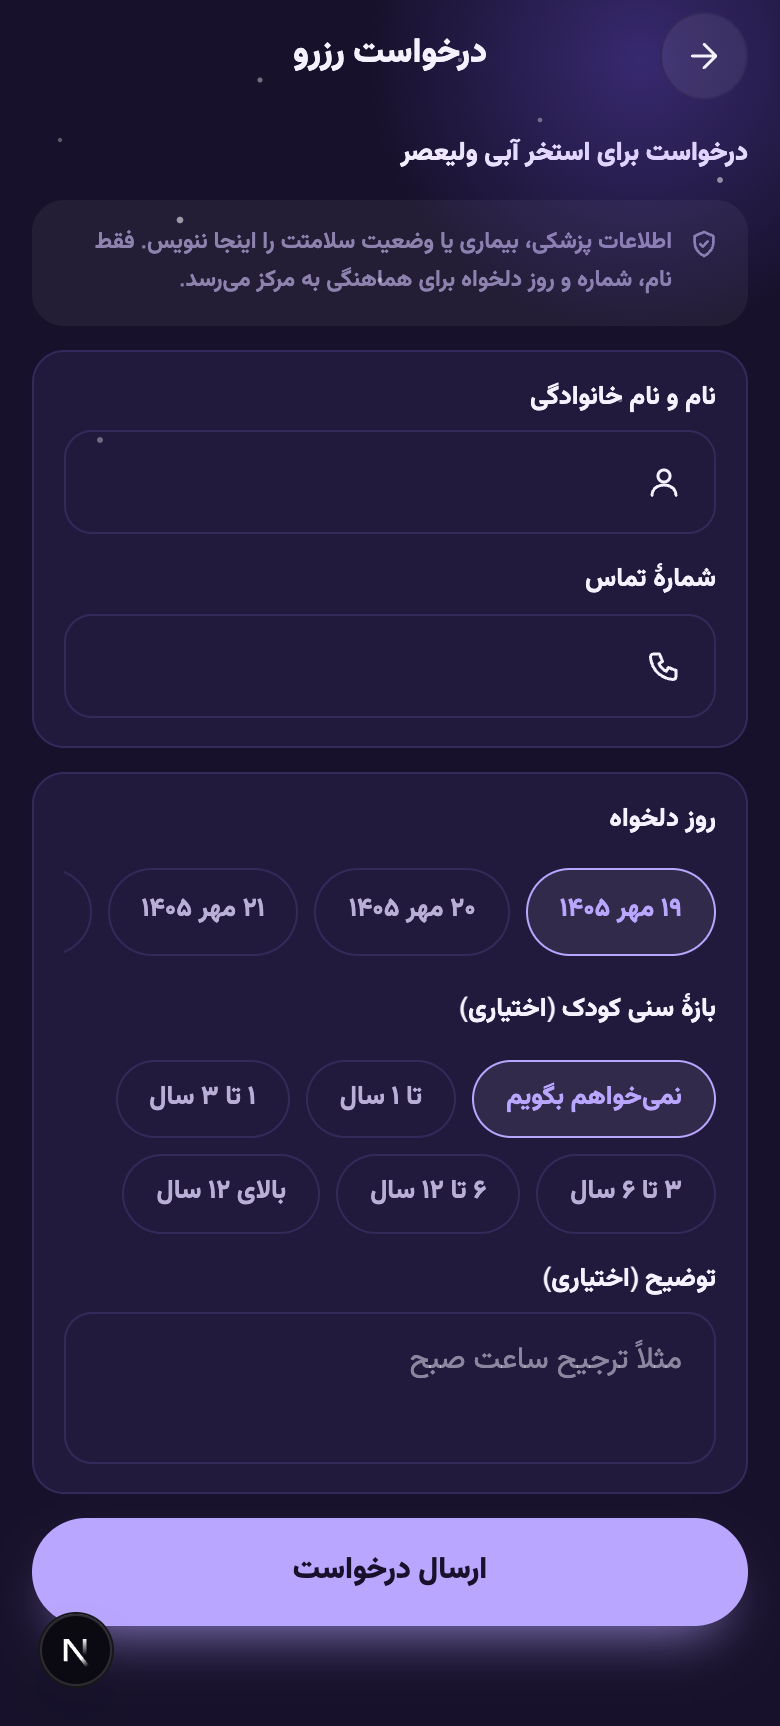 درخواست رزرو
درخواست برای استخر آبی ولیعصر
اطلاعات پزشکی، بیماری یا وضعیت سلامتت را اینجا ننویس. فقط
نام، شماره و روز دلخواه برای هماهنگی به مرکز می‌رسد.
نام و نام خانوادگی
شمارهٔ تماس
روز دلخواه
۱۹ مهر ۱۴۰۵
۲۰ مهر ۱۴۰۵
۲۱ مهر ۱۴۰۵
بازهٔ سنی کودک (اختیاری)
نمی‌خواهم بگویم
تا ۱ سال
۱ تا ۳ سال
۳ تا ۶ سال
۶ تا ۱۲ سال
بالای ۱۲ سال
توضیح (اختیاری)
مثلاً ترجیح ساعت صبح
ارسال درخواست
N